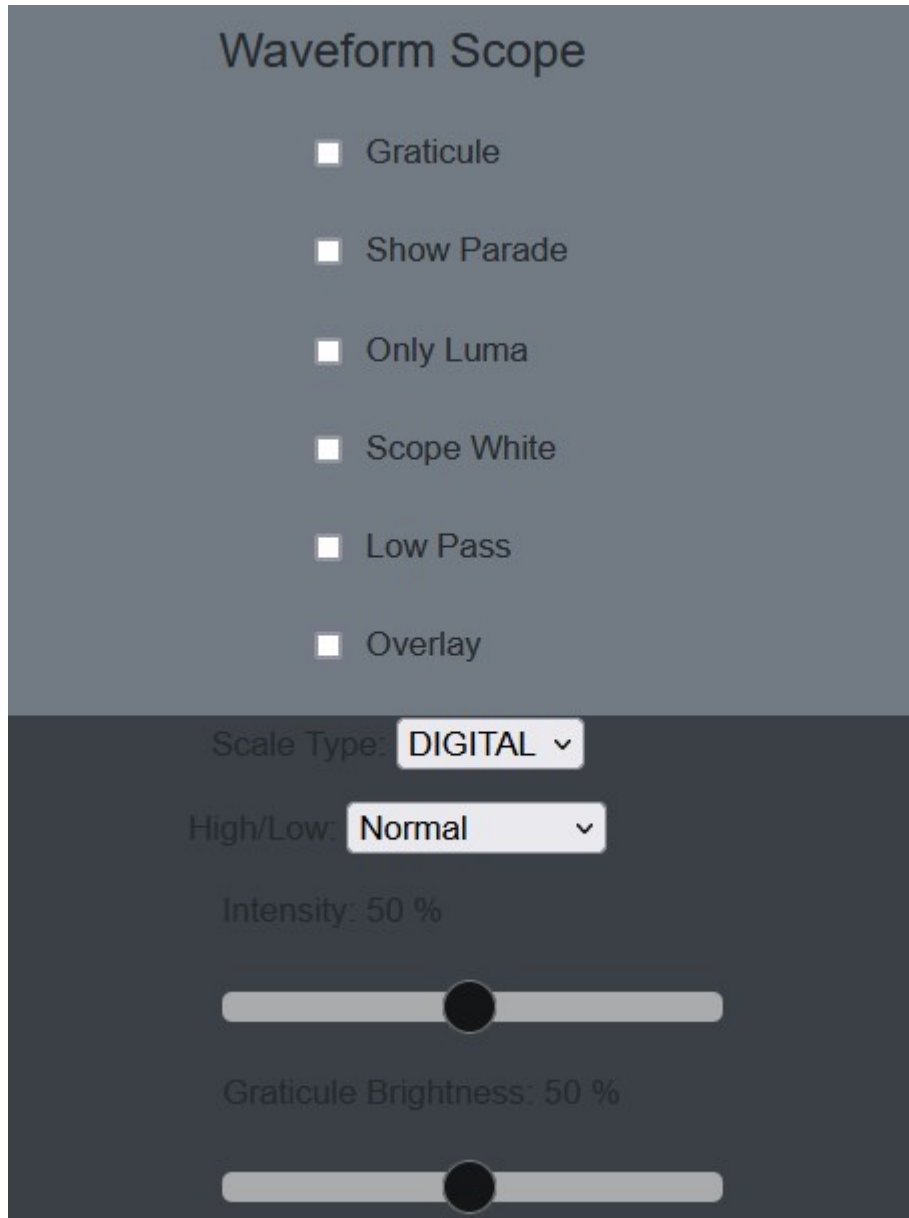 Waveform Scope
Graticule
Show Parade
Only Luma
Scope White
Low Pass
Overlay
Scale Type: DIGITAL
High/Low: Normal
Intensity: 50 %
Graticule Brightness: 50 %